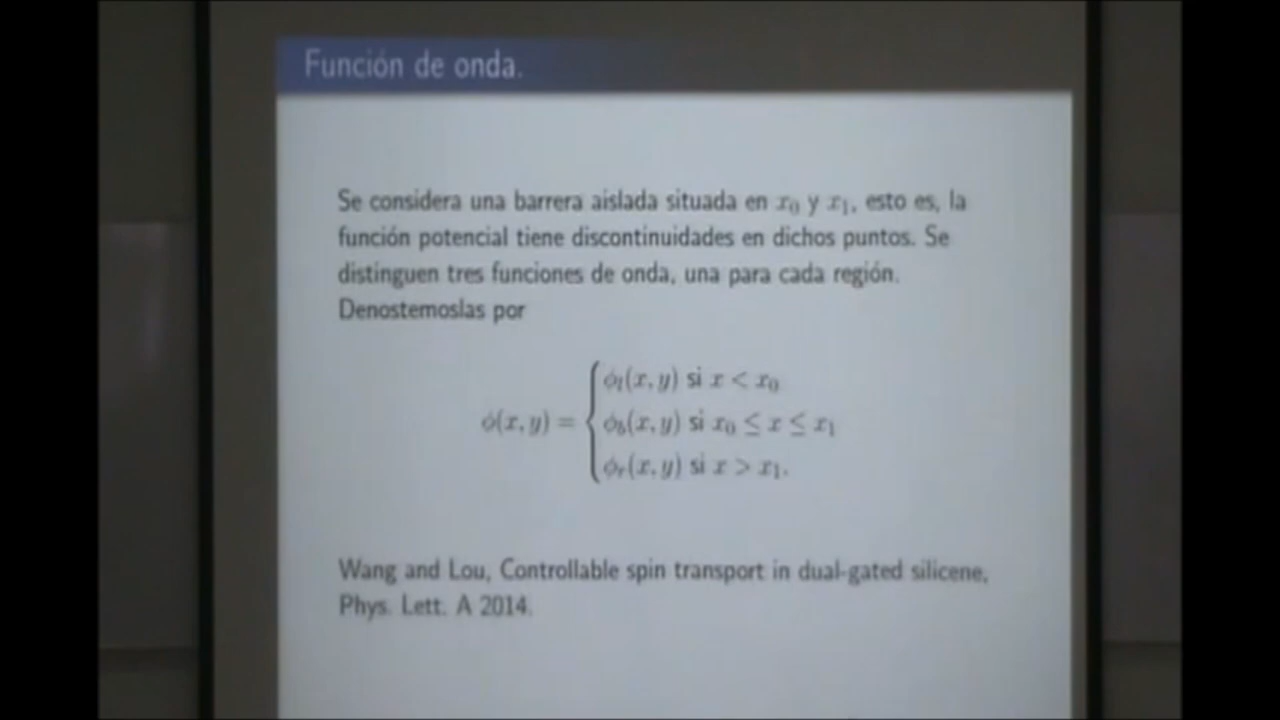 Función de onda.
Se considera una barrera aislada situada en x₀ y x₁, esto es, la
función potencial tiene discontinuidades en dichos puntos. Se
distinguen tres funciones de onda, una para cada región.
Denostemoslas por
ϕₗ(x, y) si x < x₀
ϕ(x, y) = { ϕ_b(x, y) si x₀ ≤ x ≤ x₁
ϕᵣ(x, y) si x > x₁.
Wang and Lou, Controllable spin transport in dual-gated silicene,
Phys. Lett. A 2014.